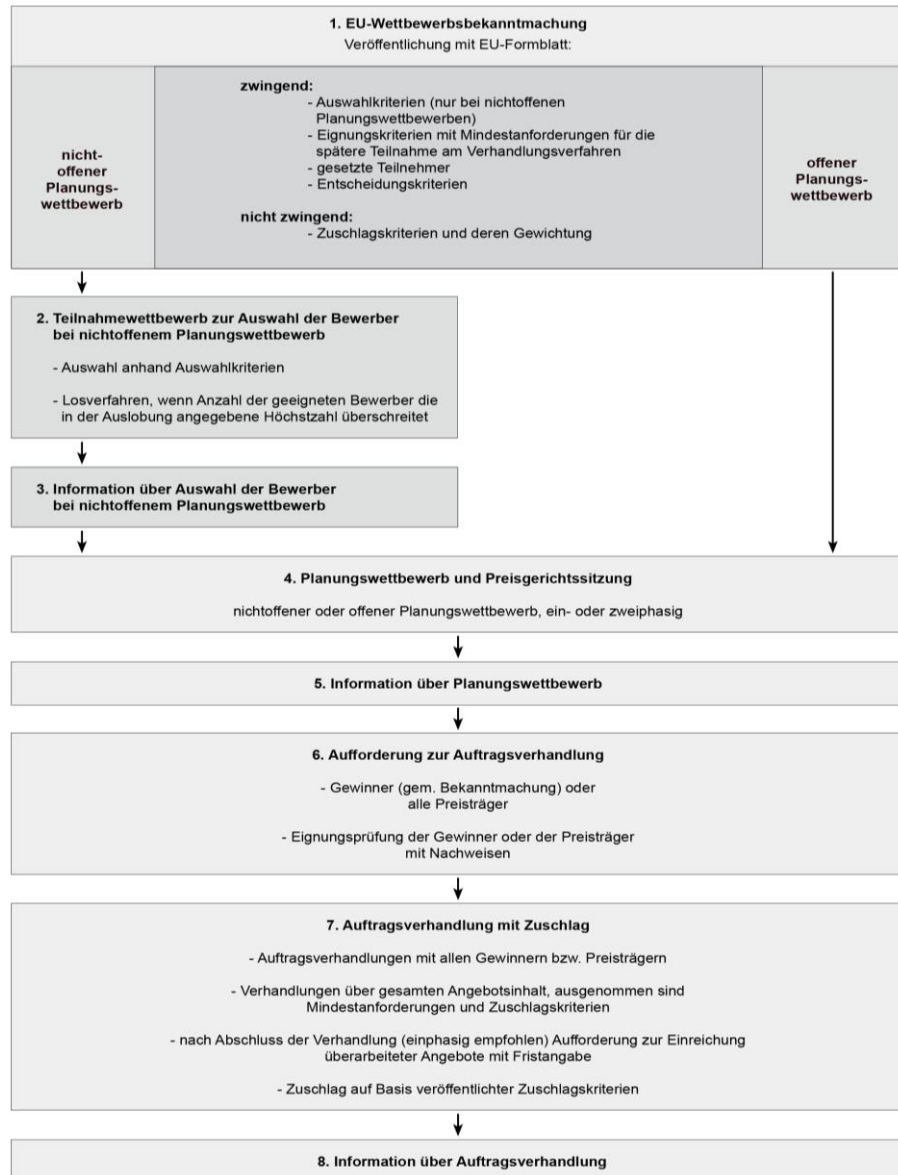 1. EU-Wettbewerbsbekanntmachung
Veröffentlichung mit EU-Formblatt:
nicht-
offener
Planungs-
wettbewerb
zwingend:
- Auswahlkriterien (nur bei nichtoffenen
Planungswettbewerben)
- Eignungskriterien mit Mindestanforderungen für die
spätere Teilnahme am Verhandlungsverfahren
- gesetzte Teilnehmer
- Entscheidungskriterien
nicht zwingend:
- Zuschlagskriterien und deren Gewichtung
offener
Planungs-
wettbewerb
2. Teilnahmewettbewerb zur Auswahl der Bewerber
bei nichtoffenem Planungswettbewerb
- Auswahl anhand Auswahlkriterien
- Losverfahren, wenn Anzahl der geeigneten Bewerber die
in der Auslobung angegebene Höchstzahl überschreitet
3. Information über Auswahl der Bewerber
bei nichtoffenem Planungswettbewerb
4. Planungswettbewerb und Preisgerichtssitzung
nichtoffener oder offener Planungswettbewerb, ein- oder zweiphasig
5. Information über Planungswettbewerb
6. Aufforderung zur Auftragsverhandlung
- Gewinner (gem. Bekanntmachung) oder
alle Preisträger
- Eignungsprüfung der Gewinner oder der Preisträger
mit Nachweisen
7. Auftragsverhandlung mit Zuschlag
- Auftragsverhandlungen mit allen Gewinnern bzw. Preisträgern
- Verhandlungen über gesamten Angebotsinhalt, ausgenommen sind
Mindestanforderungen und Zuschlagskriterien
- nach Abschluss der Verhandlung (einphasig empfohlen) Aufforderung zur Einreichung
überarbeiteter Angebote mit Fristangabe
- Zuschlag auf Basis veröffentlichter Zuschlagskriterien
8. Information über Auftragsverhandlung